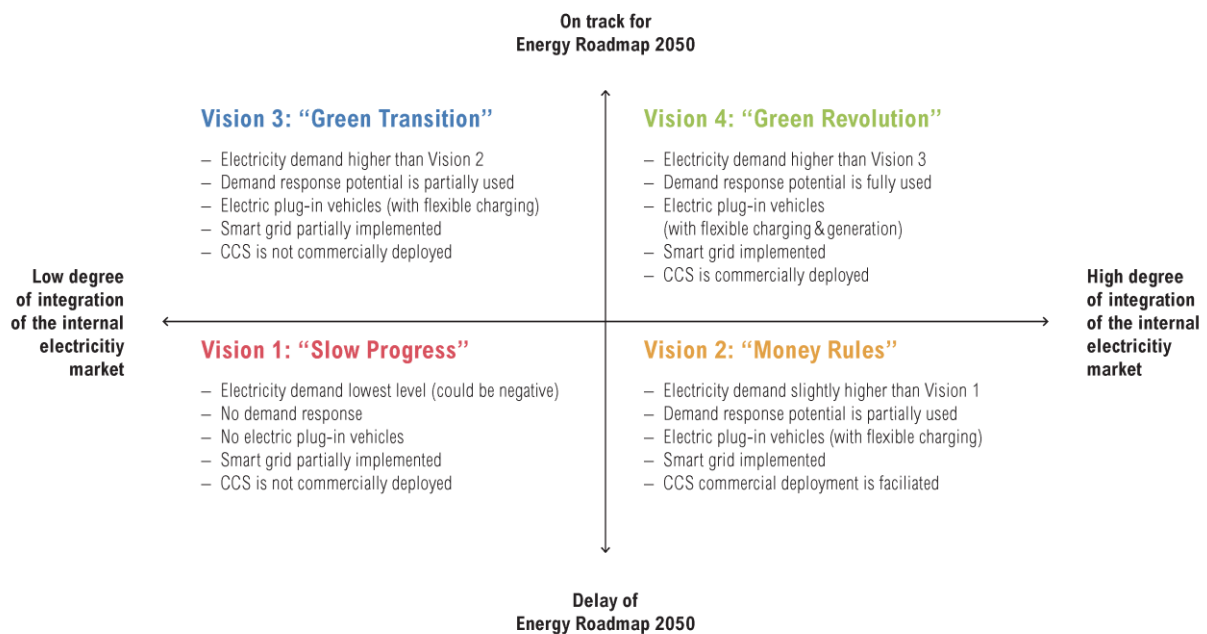 On track for
Energy Roadmap 2050
Vision 3: “Green Transition”
– Electricity demand higher than Vision 2
– Demand response potential is partially used
– Electric plug-in vehicles (with flexible charging)
– Smart grid partially implemented
– CCS is not commercially deployed
Vision 4: “Green Revolution”
– Electricity demand higher than Vision 3
– Demand response potential is fully used
– Electric plug-in vehicles
(with flexible charging & generation)
– Smart grid implemented
– CCS is commercially deployed
Low degree
of integration
of the internal
electricitiy
market
High degree
of integration
of the internal
electricitiy
market
Vision 1: “Slow Progress”
– Electricity demand lowest level (could be negative)
– No demand response
– No electric plug-in vehicles
– Smart grid partially implemented
– CCS is not commercially deployed
Vision 2: “Money Rules”
– Electricity demand slightly higher than Vision 1
– Demand response potential is partially used
– Electric plug-in vehicles (with flexible charging)
– Smart grid implemented
– CCS commercial deployment is faciliated
Delay of
Energy Roadmap 2050